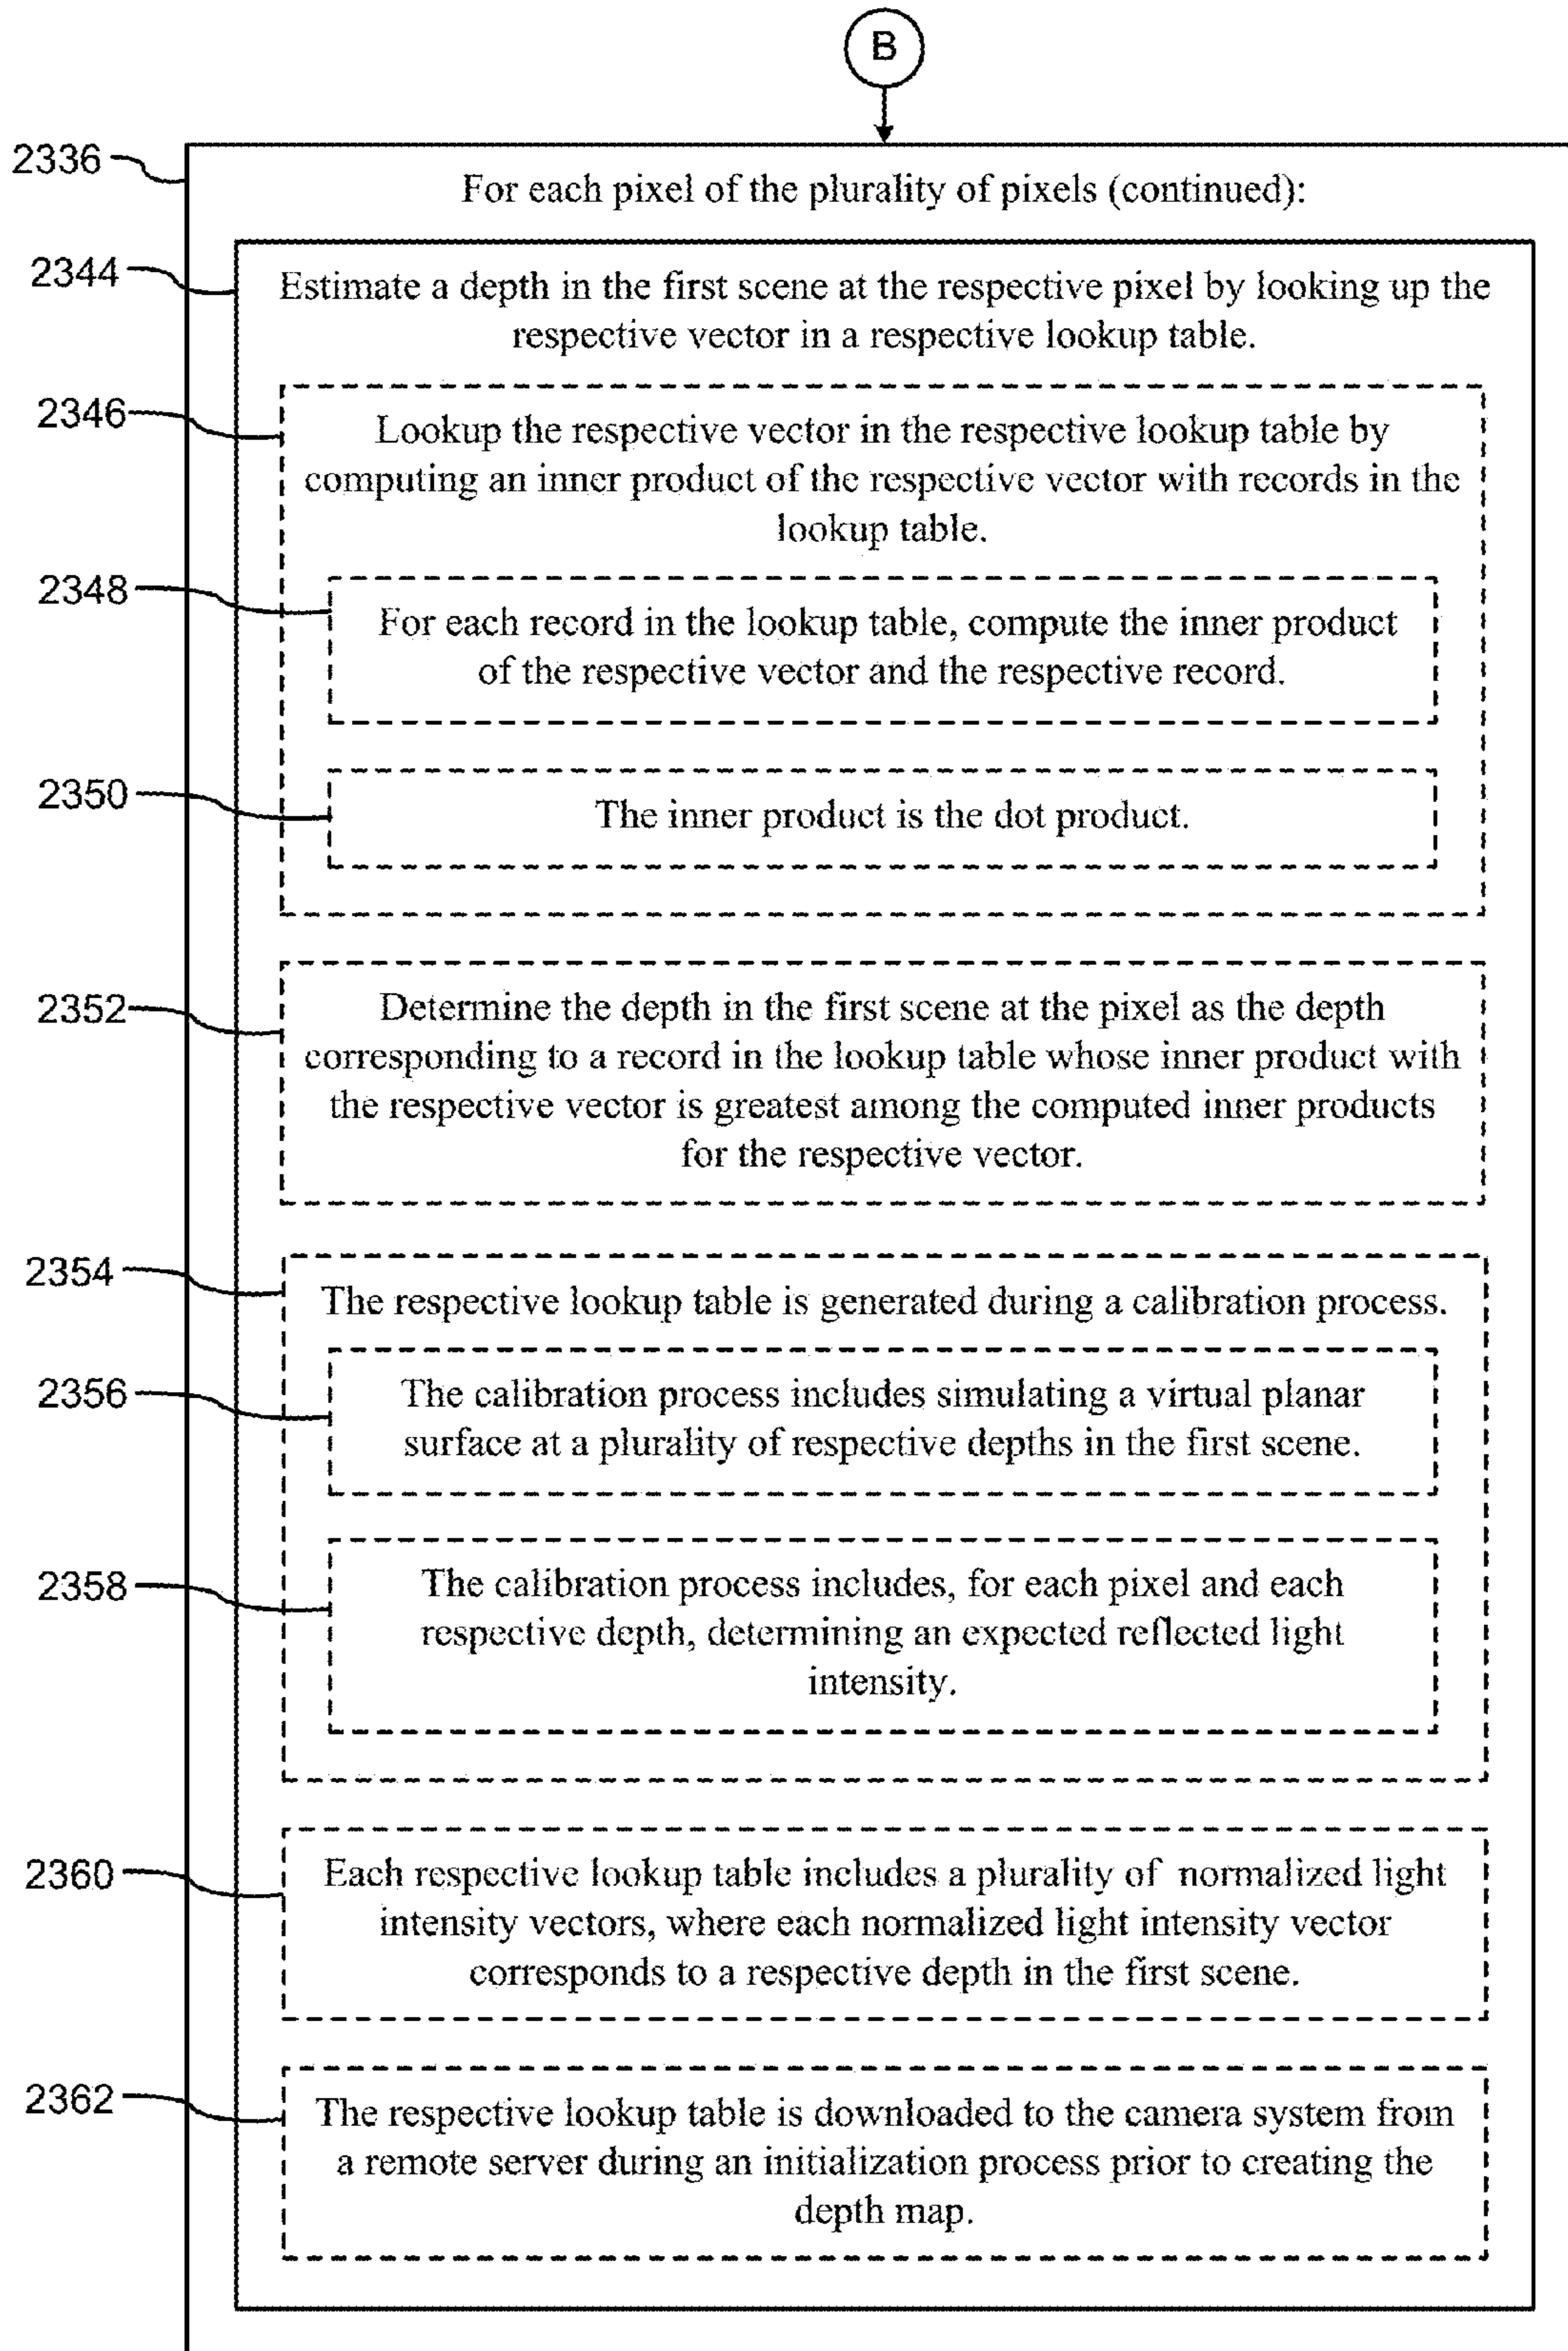 B
2336
For each pixel of the plurality of pixels (continued):
2344
Estimate a depth in the first scene at the respective pixel by looking up the
respective vector in a respective lookup table.
2346
Lookup the respective vector in the respective lookup table by
computing an inner product of the respective vector with records in the
lookup table.
2348
For each record in the lookup table, compute the inner product
of the respective vector and the respective record.
2350
The inner product is the dot product.
2352
Determine the depth in the first scene at the pixel as the depth
corresponding to a record in the lookup table whose inner product with
the respective vector is greatest among the computed inner products
for the respective vector.
2354
The respective lookup table is generated during a calibration process.
2356
The calibration process includes simulating a virtual planar
surface at a plurality of respective depths in the first scene.
2358
The calibration process includes, for each pixel and each
respective depth, determining an expected reflected light
intensity.
2360
Each respective lookup table includes a plurality of normalized light
intensity vectors, where each normalized light intensity vector
corresponds to a respective depth in the first scene.
2362
The respective lookup table is downloaded to the camera system from
a remote server during an initialization process prior to creating the
depth map.